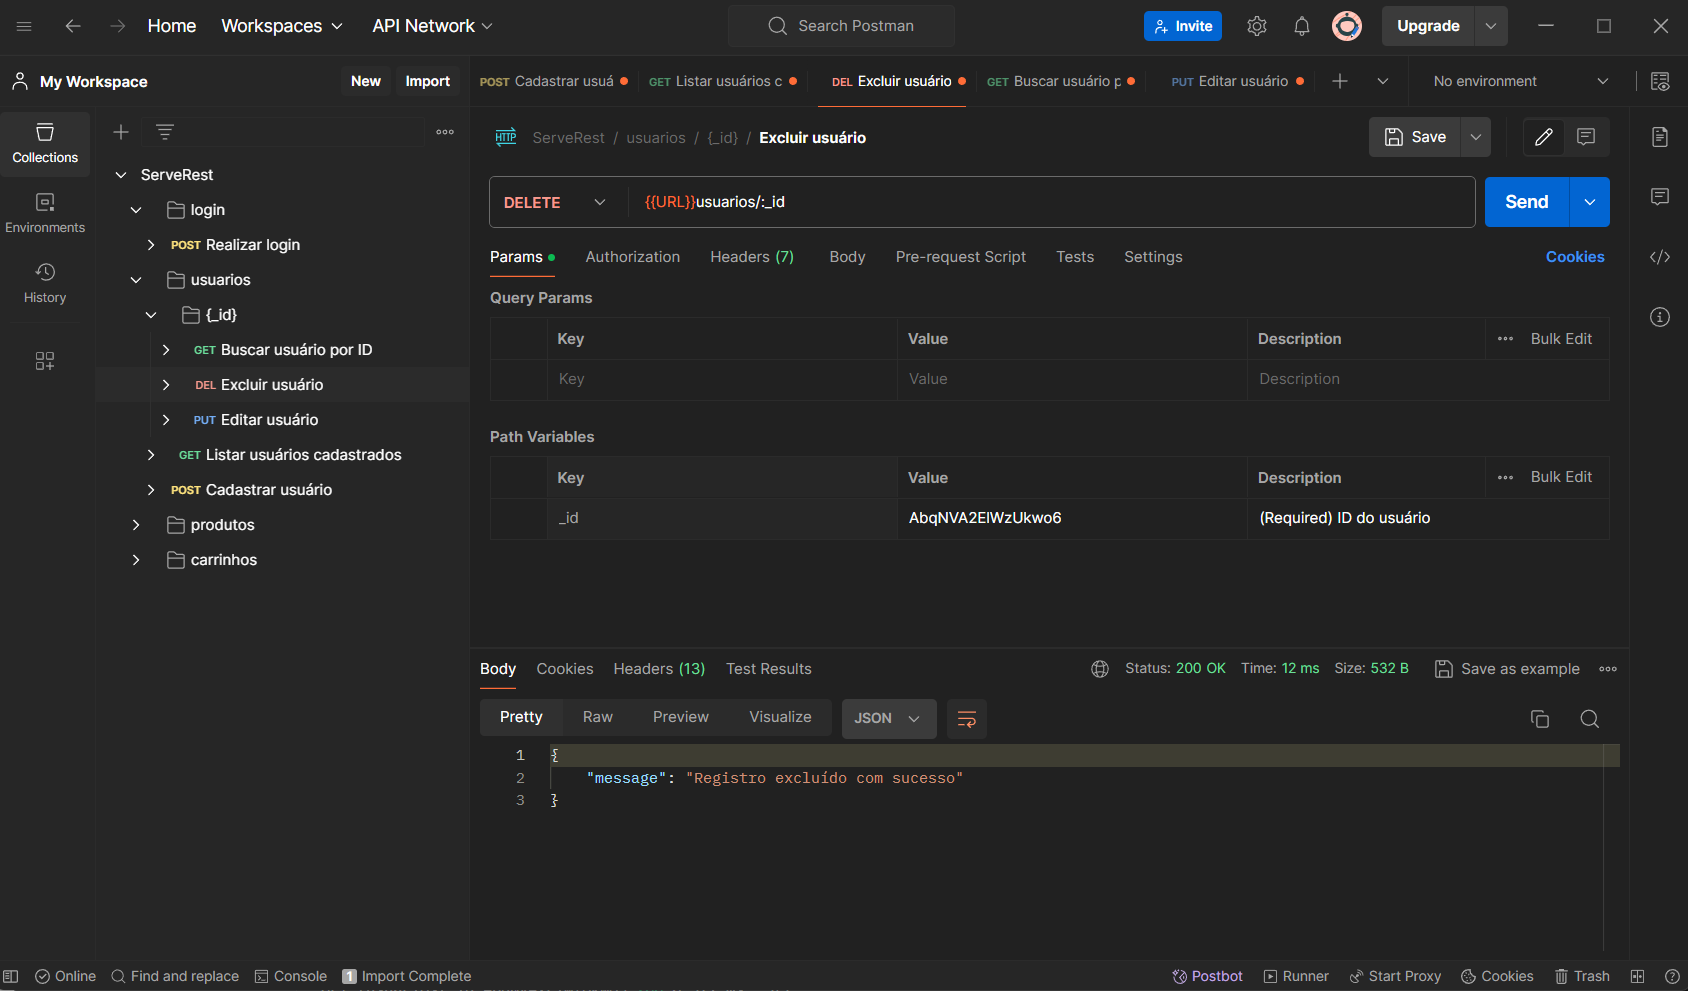 Home Workspaces API Network Search Postman Invite Upgrade
My Workspace New Import POST Cadastrar usuá GET Listar usuários c DEL Excluir usuário GET Buscar usuário p PUT Editar usuário No environment
Collections
Environments
History
ServeRest
login
POST Realizar login
usuarios
{_id}
GET Buscar usuário por ID
DEL Excluir usuário
PUT Editar usuário
GET Listar usuários cadastrados
POST Cadastrar usuário
produtos
carrinhos
HTTP ServeRest / usuarios / {_id} / Excluir usuário Save
DELETE {{URL}}usuarios/:_id Send
Params Authorization Headers (7) Body Pre-request Script Tests Settings Cookies
Query Params
Key Value Description Bulk Edit
Key Value Description
Path Variables
Key Value Description Bulk Edit
_id AbqNVA2ElWzUkwo6 (Required) ID do usuário
Body Cookies Headers (13) Test Results Status: 200 OK Time: 12 ms Size: 532 B Save as example
Pretty Raw Preview Visualize JSON
1 {
2 "message": "Registro excluído com sucesso"
3 }
Online Find and replace Console 1 Import Complete Postbot Runner Start Proxy Cookies Trash